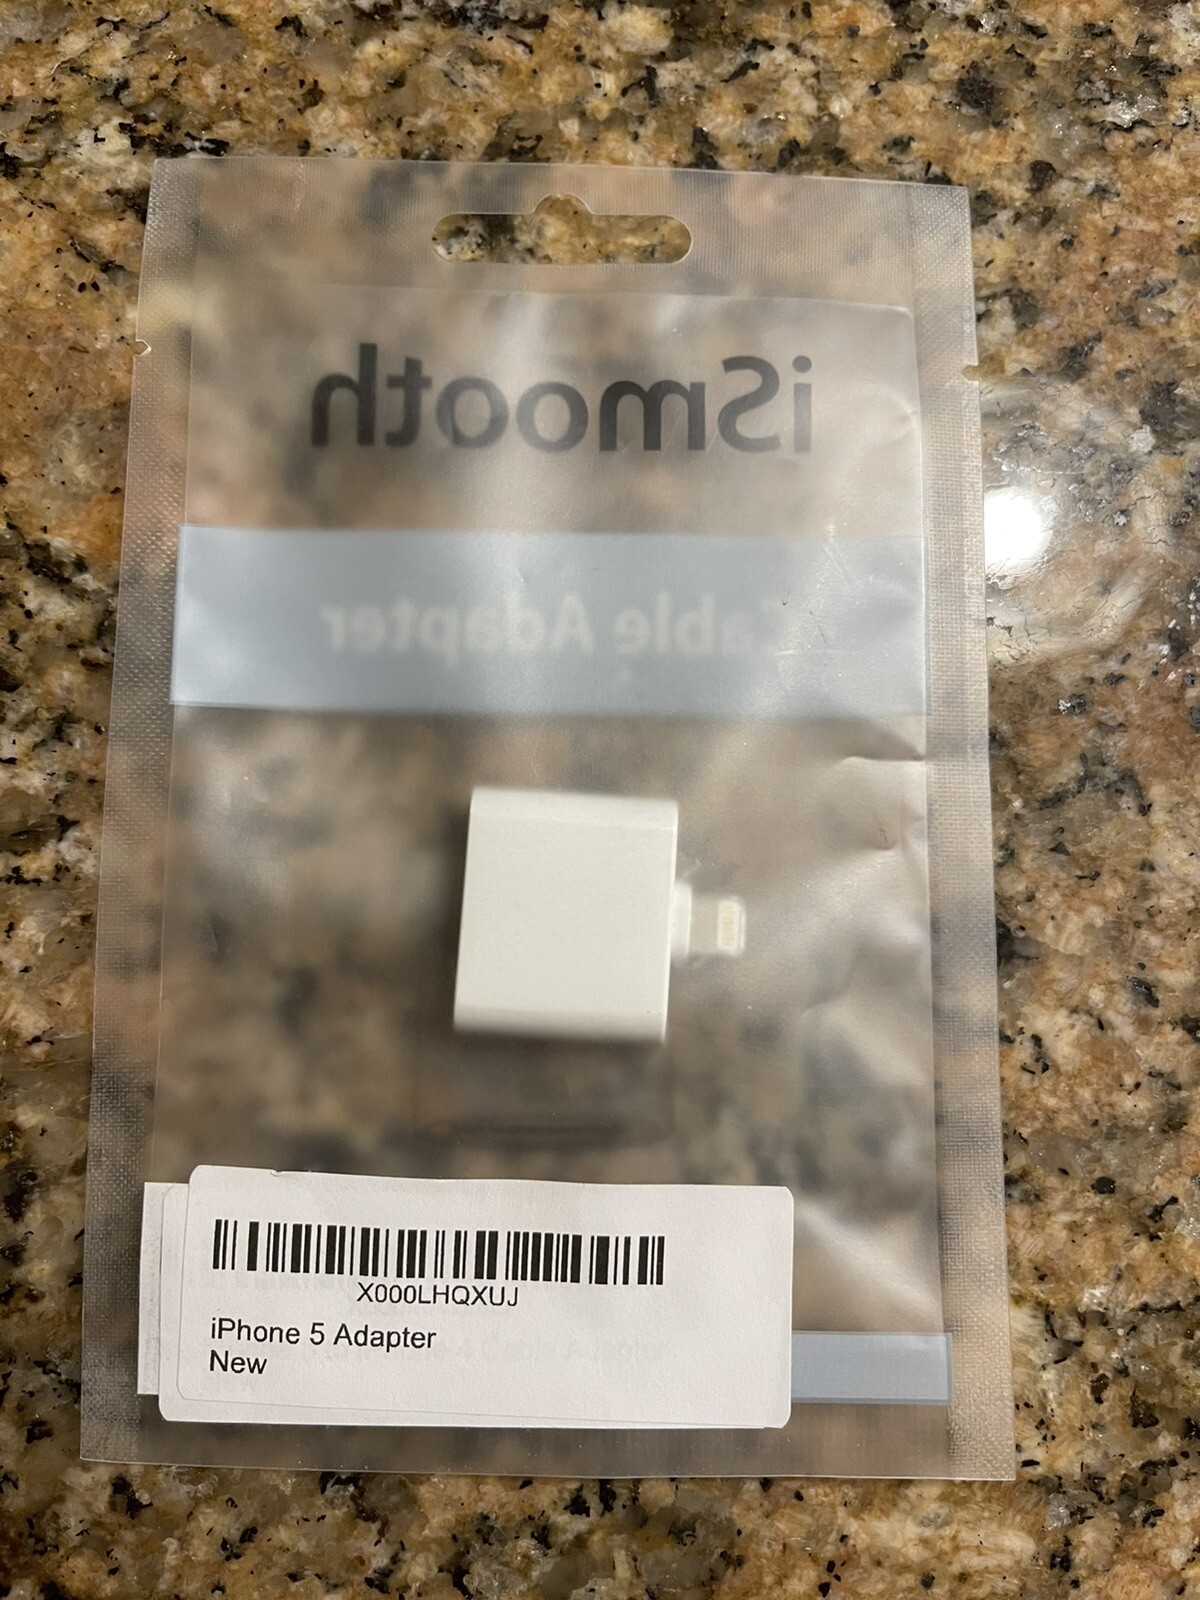 iSmooth
Cable Adapter
X000LHQXUJ
iPhone 5 Adapter
New